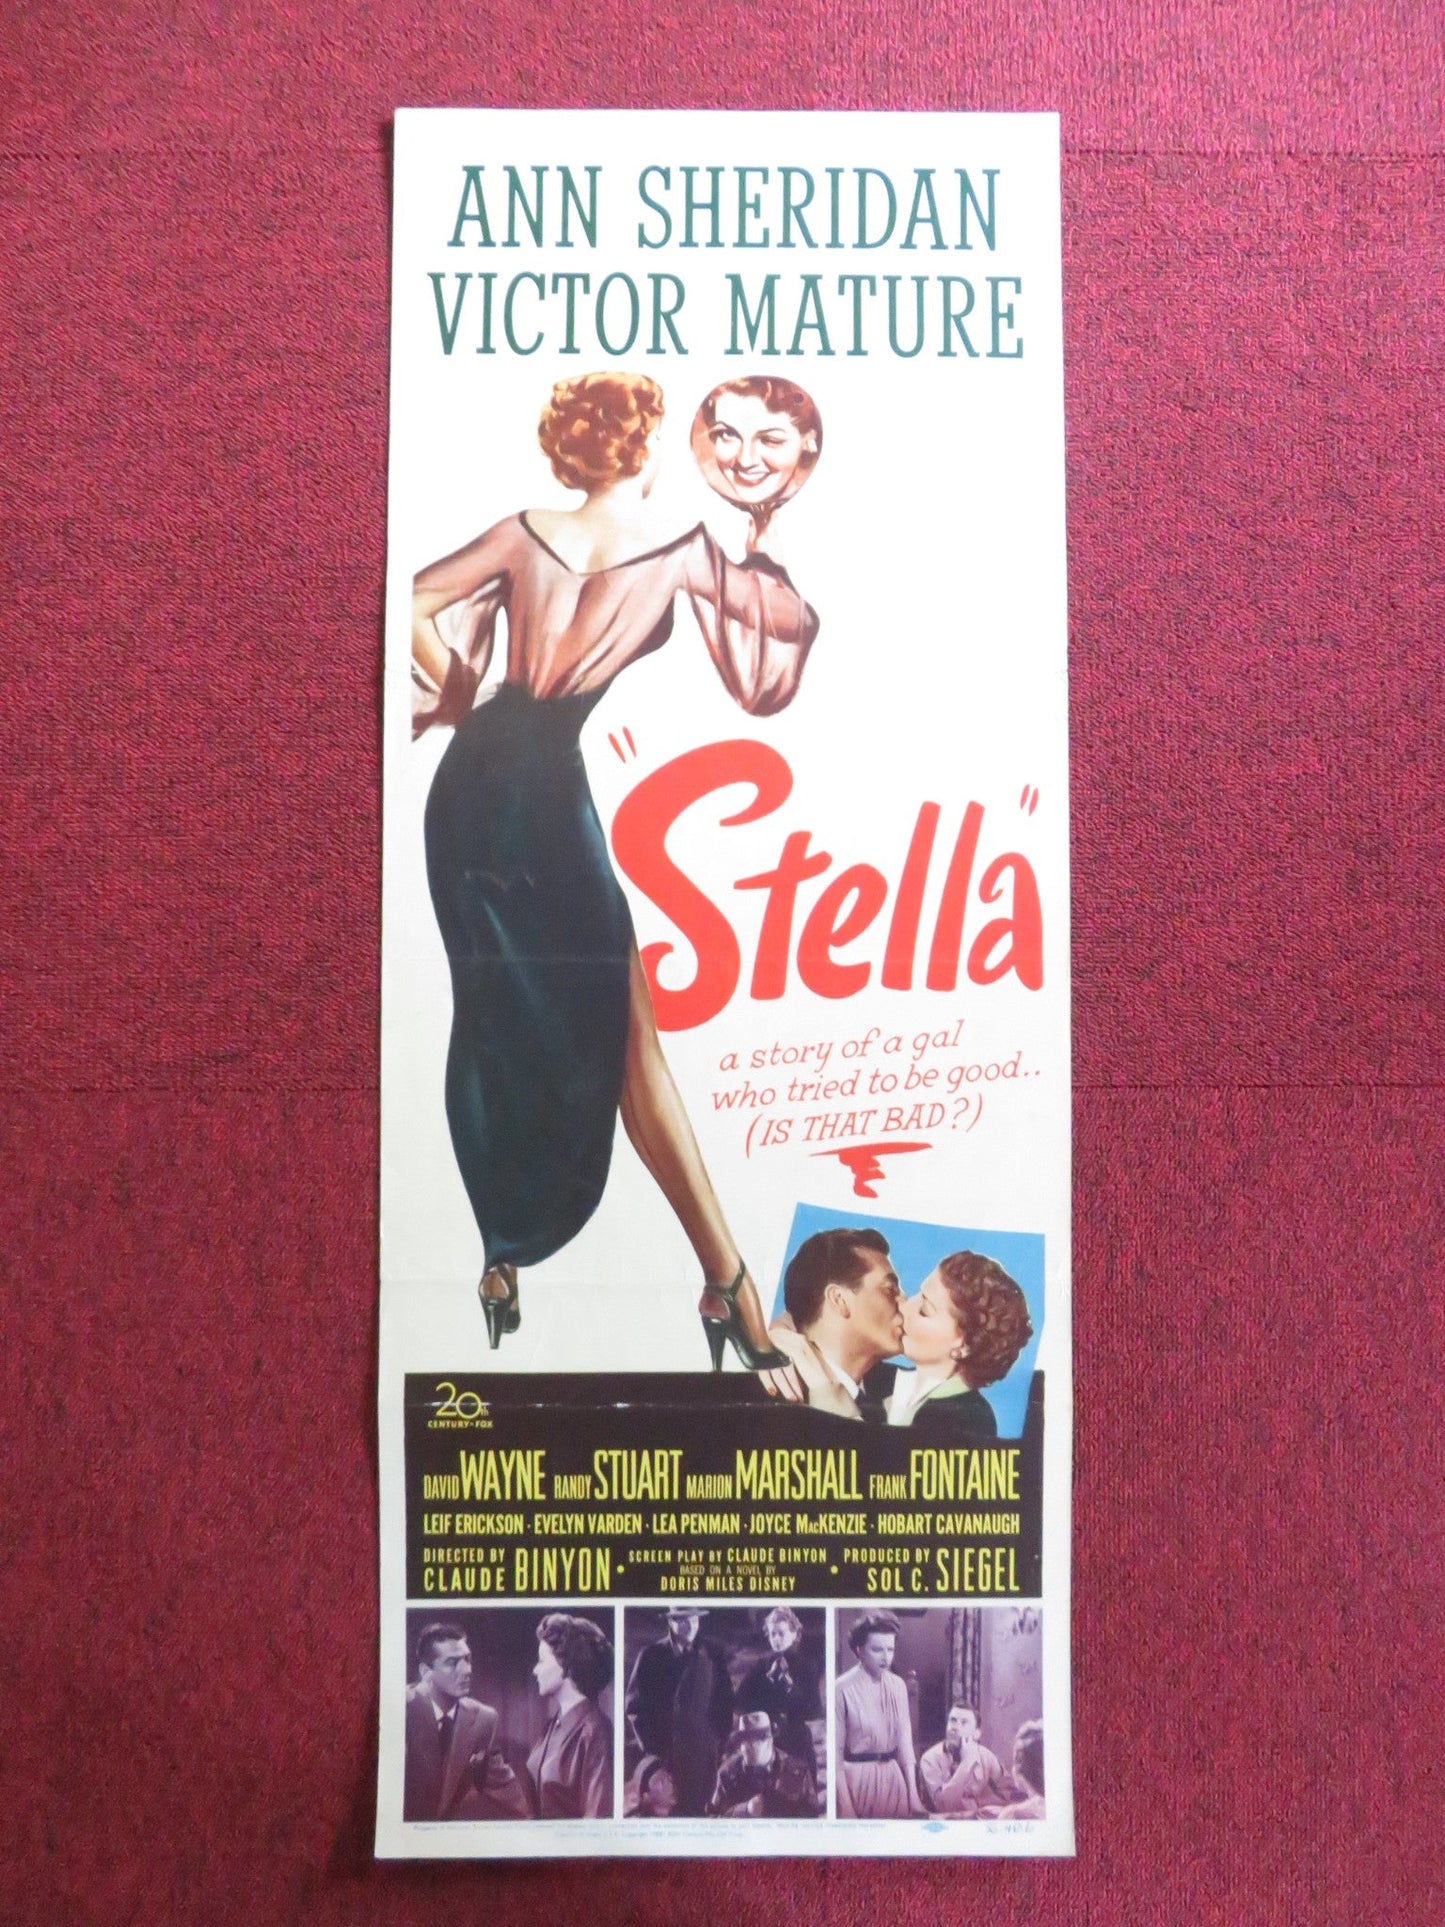 ANN SHERIDAN
VICTOR MATURE
"Stella"
a story of a gal
who tried to be good..
(IS THAT BAD?)
20th
CENTURY-FOX
DAVID WAYNE RANDY STUART MARION MARSHALL FRANK FONTAINE
LEIF ERICKSON · EVELYN VARDEN · LEA PENMAN · JOYCE MacKENZIE · HOBART CAVANAUGH
DIRECTED BY CLAUDE BINYON • SCREEN PLAY BY CLAUDE BINYON BASED ON A NOVEL BY DORIS MILES DISNEY • PRODUCED BY SOL C. SIEGEL